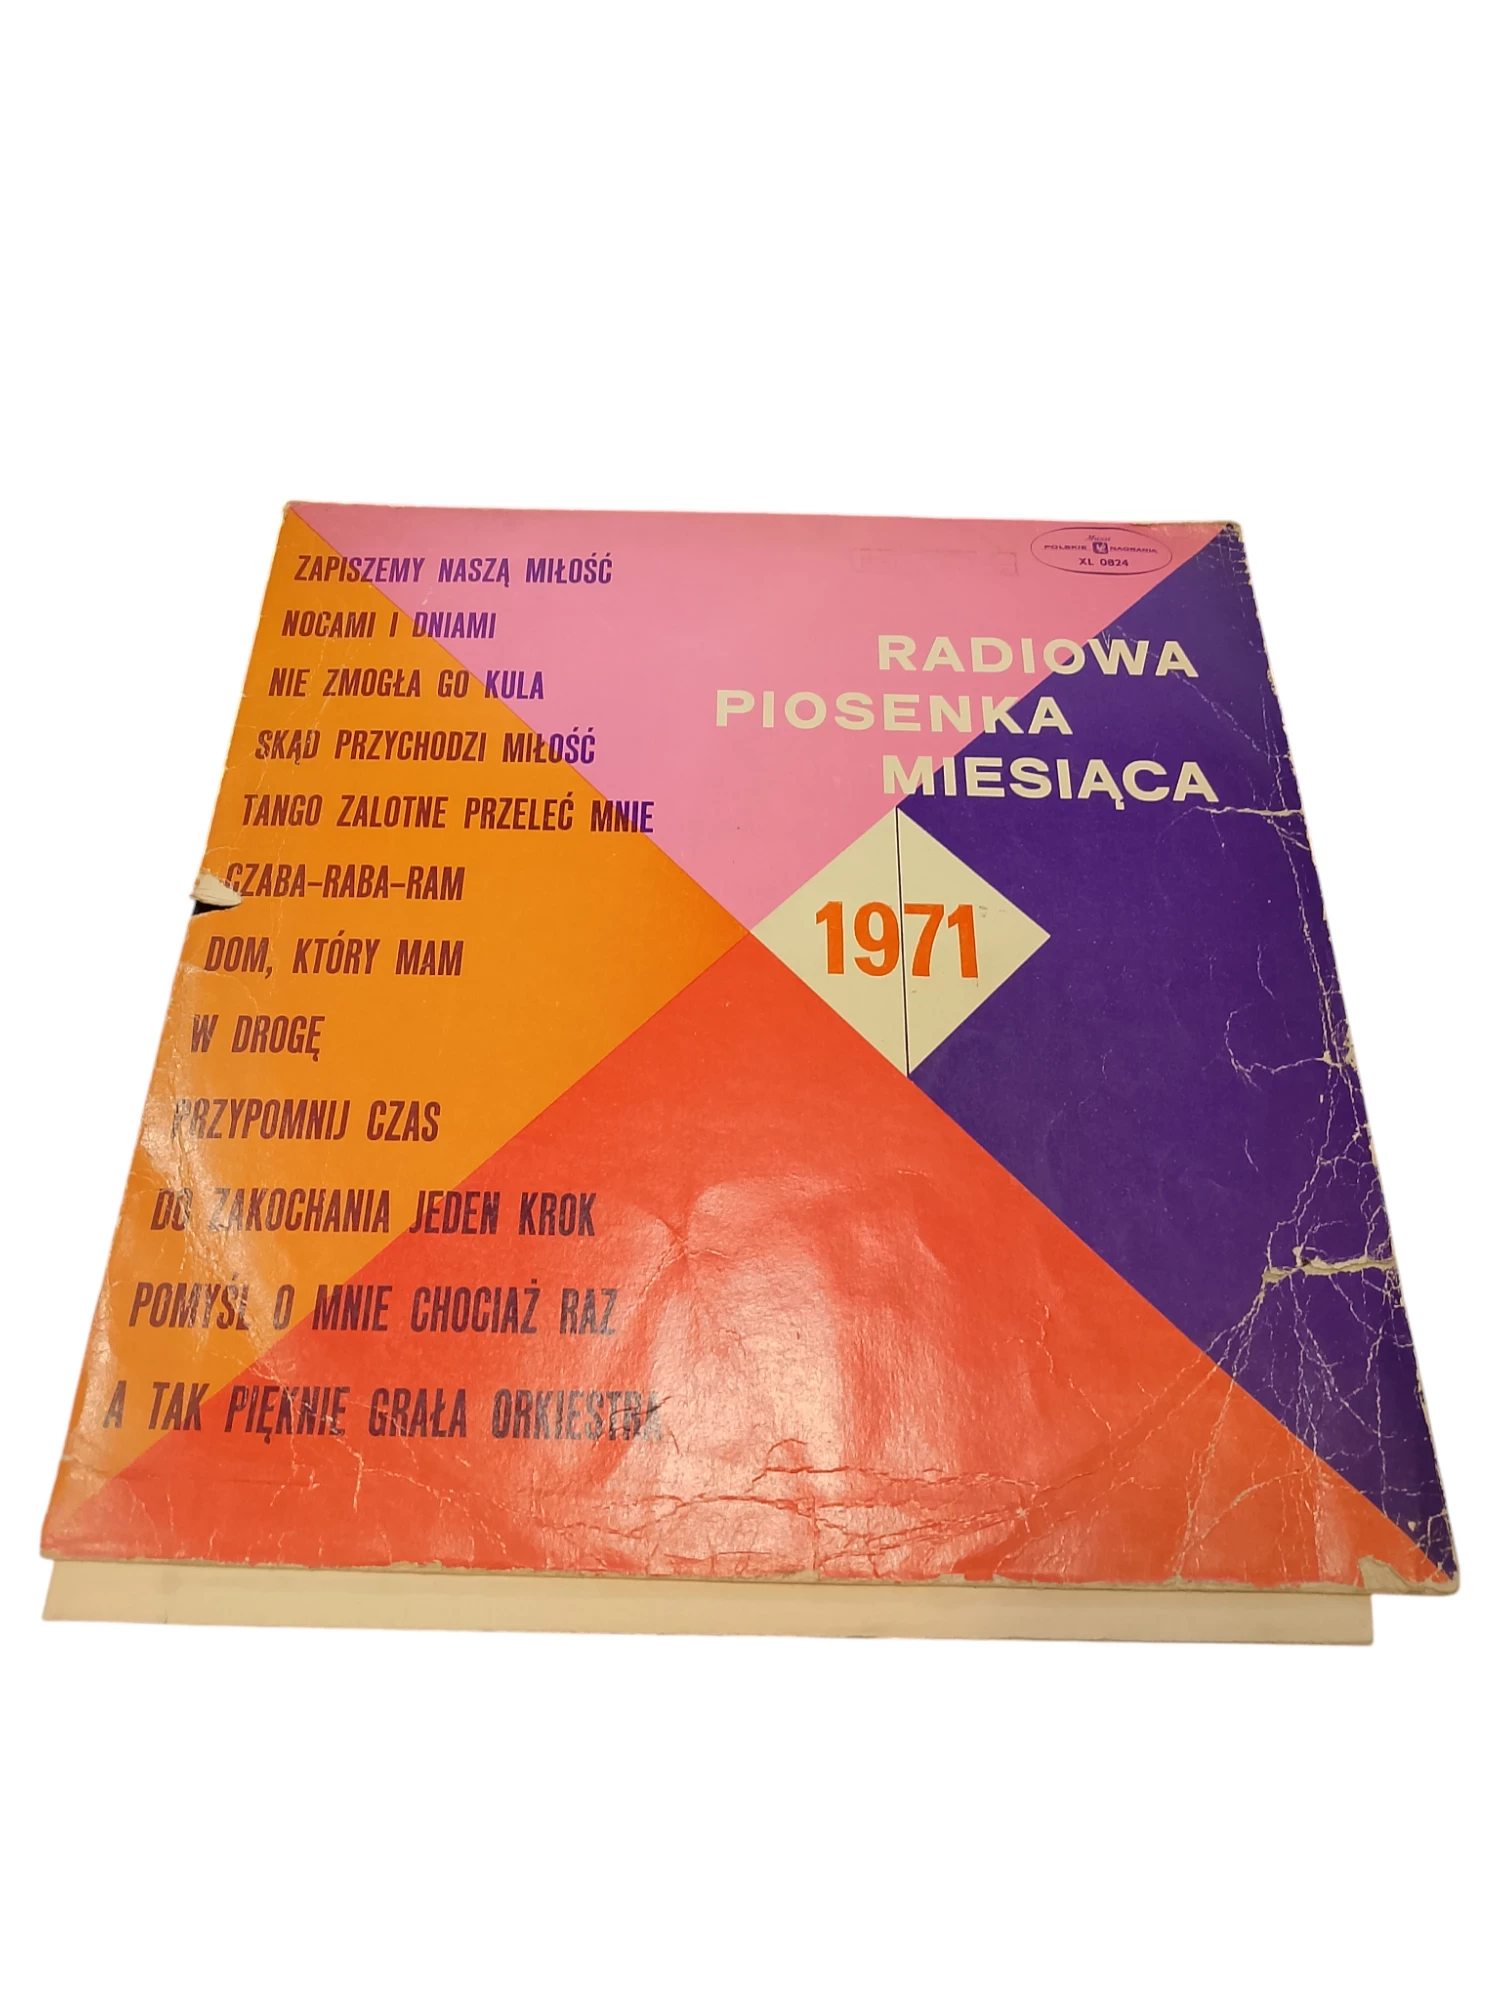 Muza
POLSKIE NAGRANIA
XL 0824
RADIOWA
PIOSENKA
MIESIĄCA
1971
ZAPISZEMY NASZĄ MIŁOŚĆ
NOCAMI I DNIAMI
NIE ZMOGŁA GO KULA
SKĄD PRZYCHODZI MIŁOŚĆ
TANGO ZALOTNE PRZELEĆ MNIE
CZABA-RABA-RAM
DOM, KTÓRY MAM
W DROGĘ
PRZYPOMNIJ CZAS
DO ZAKOCHANIA JEDEN KROK
POMYŚL O MNIE CHOCIAŻ RAZ
A TAK PIĘKNIE GRAŁA ORKIESTRA